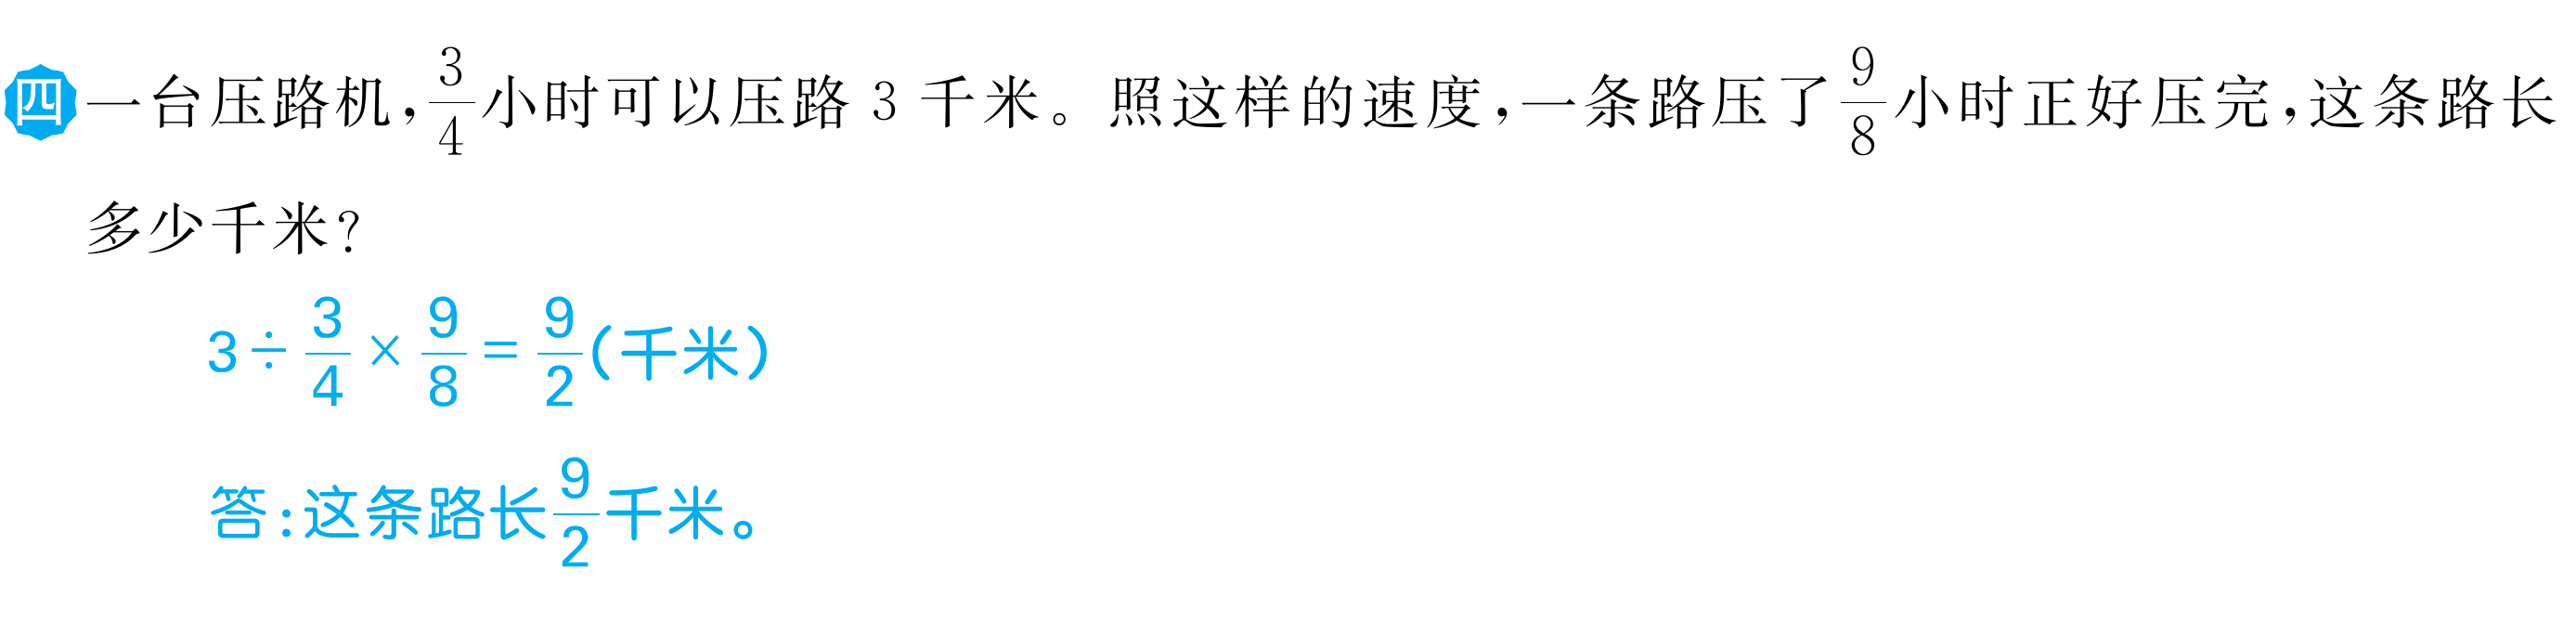 四 一台压路机,3/4小时可以压路 3 千米。照这样的速度,一条路压了9/8小时正好压完,这条路长
多少千米?
3÷3/4×9/8=9/2(千米)
答:这条路长9/2千米。